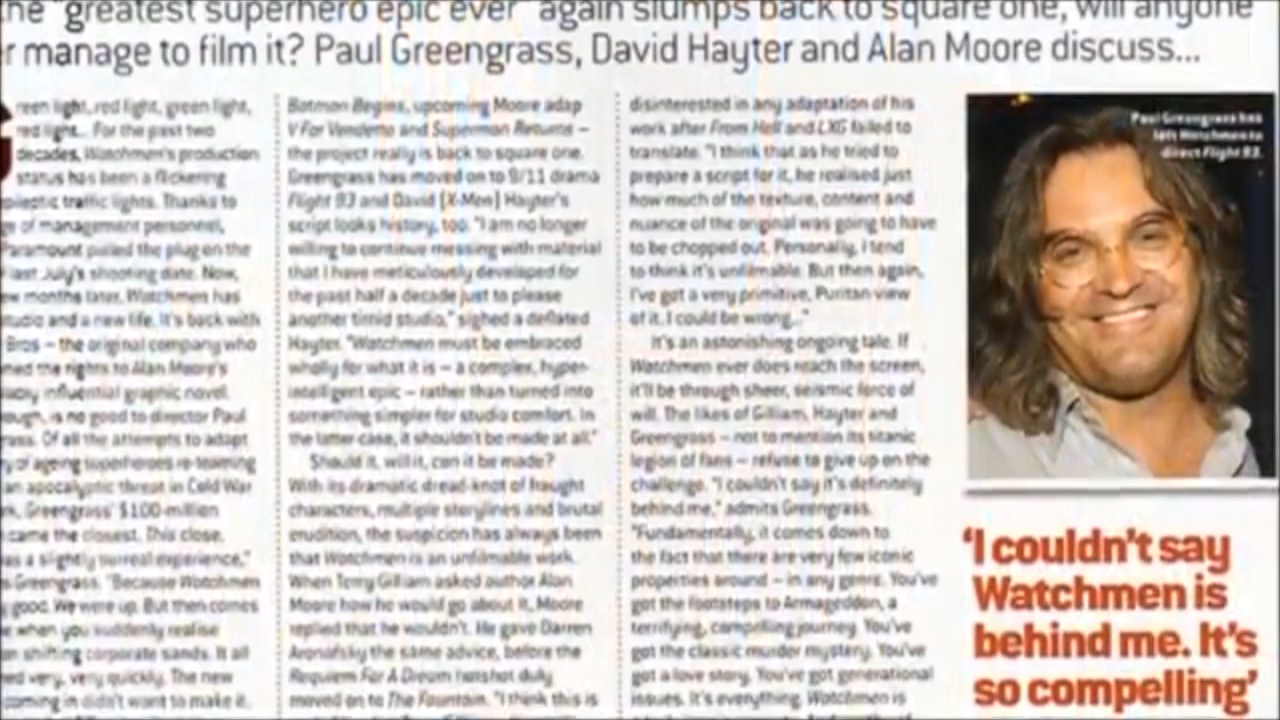 he "greatest superhero epic ever" again slumps back to square one, will anyone
r manage to film it? Paul Greengrass, David Hayter and Alan Moore discuss...
reen light, red light, green light,
red light... For the past two
decades, Watchmen's production
status has been a flickering
epileptic traffic lights. Thanks to
of management personnel,
Paramount pulled the plug on the
last July's shooting date. Now,
months later, Watchmen has
and a new life. It's back with
Bros – the original company who
the rights to Alan Moore's
influential graphic novel.
is no good to director Paul
Of all the attempts to adapt
of ageing superheroes re-teaming
an apocalyptic threat in Cold War
Greengrass' $100-million
came the closest. This close.
as a slightly surreal experience,"
Greengrass. "Because Watchmen
good. We were up. But then comes
when you suddenly realise
shifting corporate sands. It all
very, very quickly. The new
coming in didn't want to make it.
Batman Begins, upcoming Moore adap
V For Vendetta and Superman Returns –
the project really is back to square one.
Greengrass has moved on to 9/11 drama
Flight 93 and David [X-Men] Hayter's
script looks history, too. "I am no longer
willing to continue messing with material
that I have meticulously developed for
the past half a decade just to please
another timid studio," sighed a deflated
Hayter. "Watchmen must be embraced
wholly for what it is – a complex, hyper-
intelligent epic – rather than turned into
something simpler for studio comfort. In
the latter case, it shouldn't be made at all."
Should it, will it, can it be made?
With its dramatic dread-knot of fraught
characters, multiple storylines and brutal
erudition, the suspicion has always been
that Watchmen is an unfilmable work.
When Terry Gilliam asked author Alan
Moore how he would go about it, Moore
replied that he wouldn't. He gave Darren
Aronofsky the same advice, before the
Requiem For A Dream hotshot duly
moved on to The Fountain. "I think this is
disinterested in any adaptation of his
work after From Hell and LXG failed to
translate. "I think that as he tried to
prepare a script for it, he realised just
how much of the texture, content and
nuance of the original was going to have
to be chopped out. Personally, I tend
to think it's unfilmable. But then again,
I've got a very primitive, Puritan view
of it. I could be wrong..."
It's an astonishing ongoing tale. If
Watchmen ever does reach the screen,
it'll be through sheer, seismic force of
will. The likes of Gilliam, Hayter and
Greengrass – not to mention its titanic
legion of fans – refuse to give up on the
challenge. "I couldn't say it's definitely
behind me," admits Greengrass.
"Fundamentally, it comes down to
the fact that there are very few iconic
properties around – in any genre. You've
got the footsteps to Armageddon, a
terrifying, compelling journey. You've
got the classic murder mystery. You've
got a love story. You've got generational
issues. It's everything. Watchmen is
Paul Greengrass has
left Watchmen to
direct Flight 93.
'I couldn't say
Watchmen is
behind me. It's
so compelling'